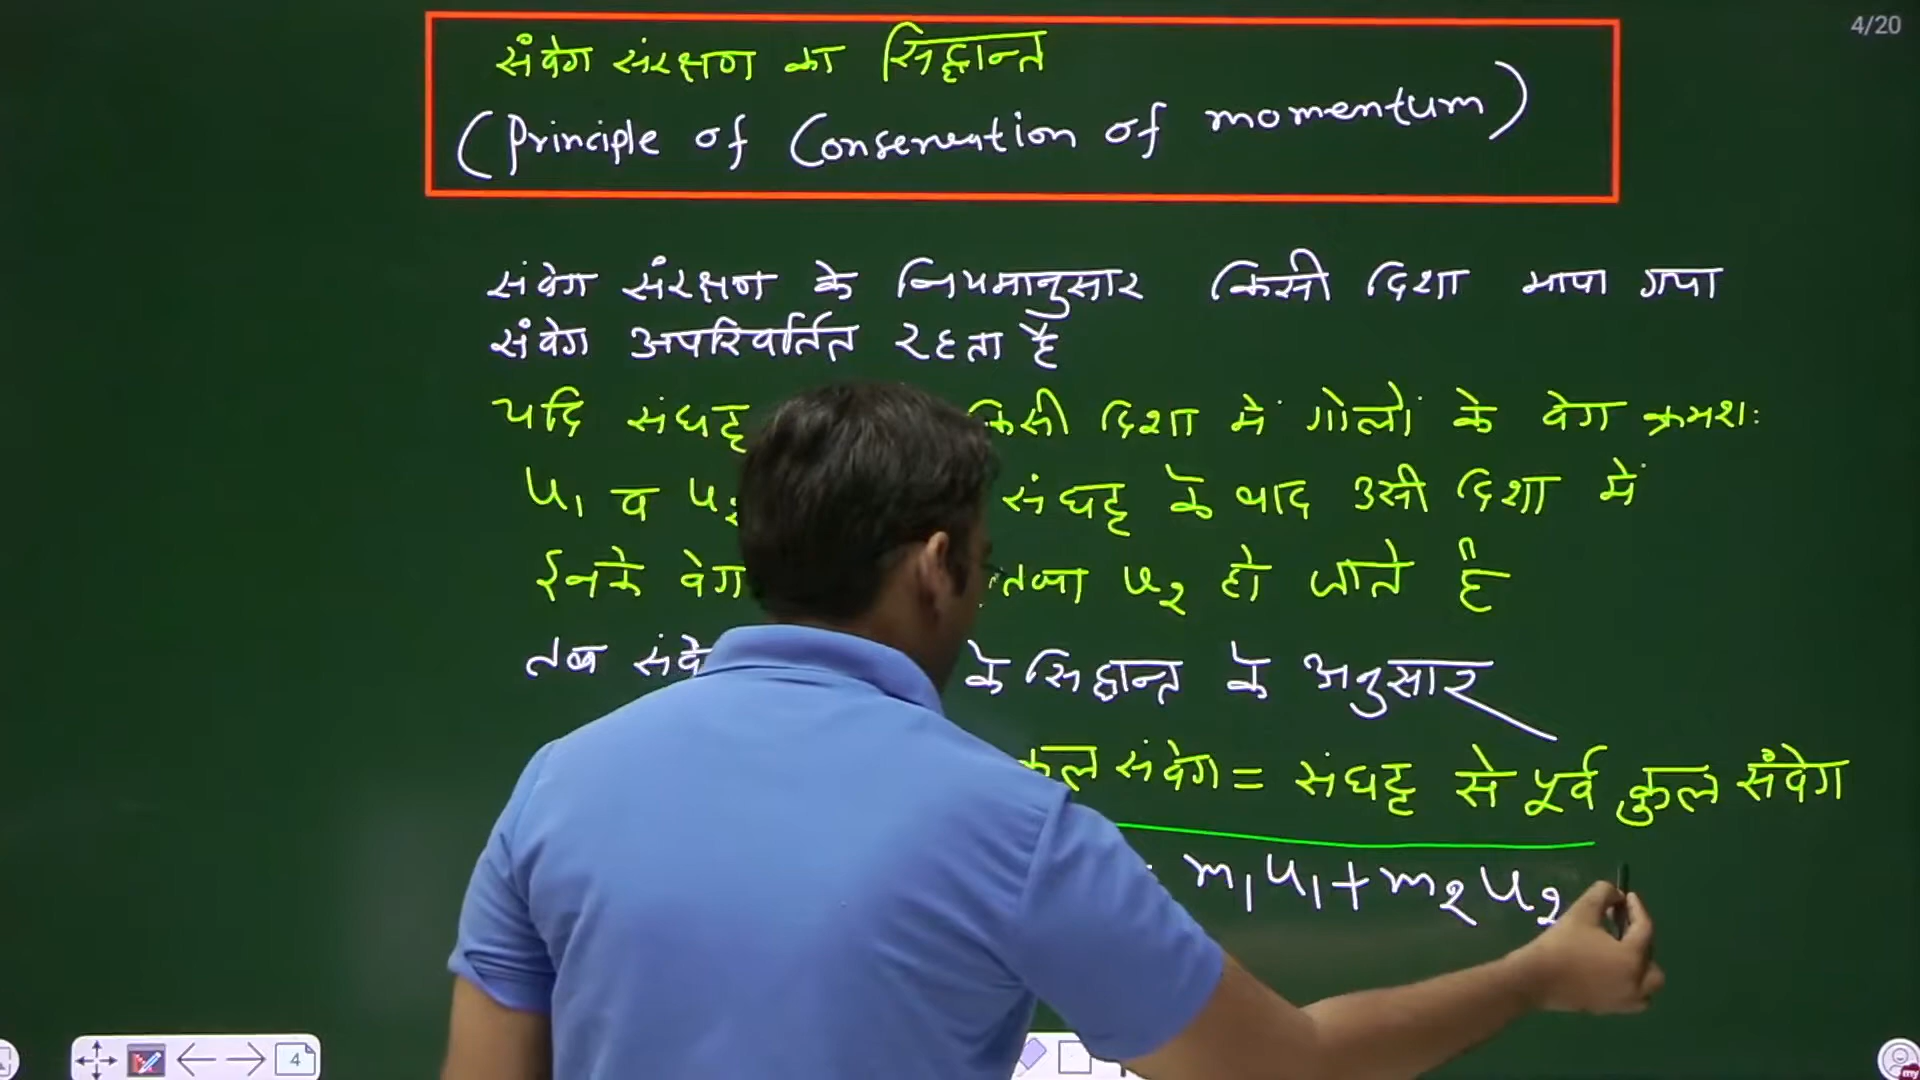 4/20
संवेग संरक्षण का सिद्धान्त
(Principle of Conservation of momentum)
संवेग संरक्षण के नियमानुसार किसी दिशा मापा गया
संवेग अपरिवर्तित रहता है
यदि संघट्ट किसी दिशा में गोलों के वेग क्रमशः
u₁ व u₂ संघट्ट के बाद उसी दिशा में
इनके वेग तथा v₂ हो जाते है
तब के सिद्धान्त के अनुसार
कुल संवेग = संघट्ट से पूर्व कुल संवेग
m₁u₁ + m₂u₂
4